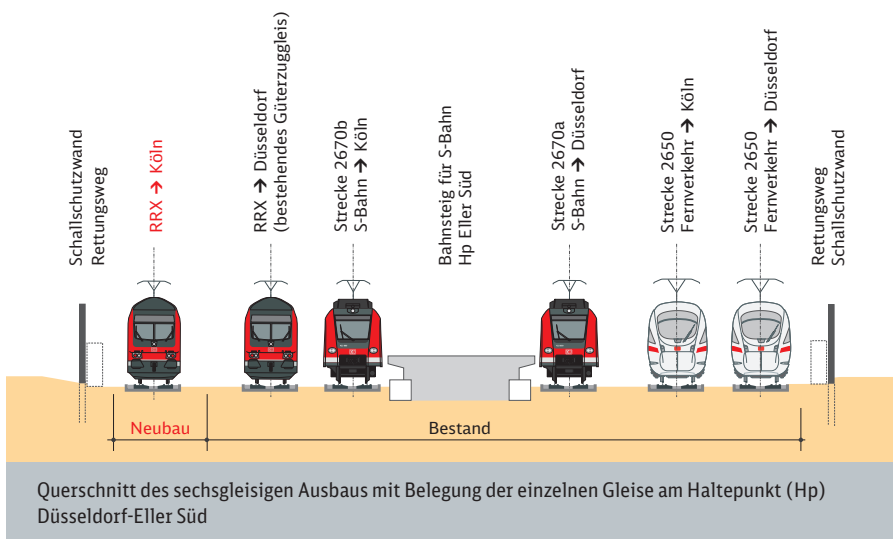 Schallschutzwand
Rettungsweg
RRX → Köln
RRX → Düsseldorf
(bestehendes Güterzuggleis)
Strecke 2670b
S-Bahn → Köln
Bahnsteig für S-Bahn
Hp Eller Süd
Strecke 2670a
S-Bahn → Düsseldorf
Strecke 2650
Fernverkehr → Köln
Strecke 2650
Fernverkehr → Düsseldorf
Rettungsweg
Schallschutzwand
Neubau
Bestand
Querschnitt des sechsgleisigen Ausbaus mit Belegung der einzelnen Gleise am Haltepunkt (Hp)
Düsseldorf-Eller Süd